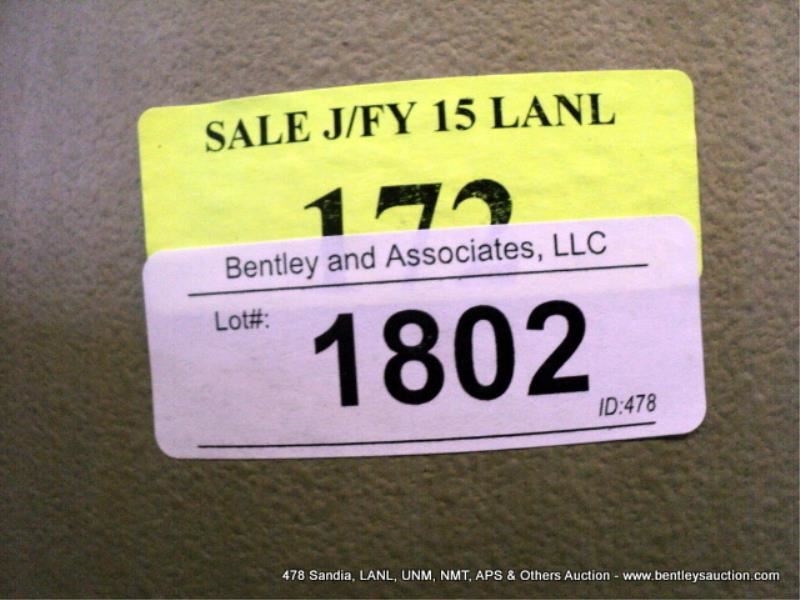 SALE J/FY 15 LANL
Bentley and Associates, LLC
Lot#:
1802
ID:478
478 Sandia, LANL, UNM, NMT, APS & Others Auction - www.bentleysauction.com